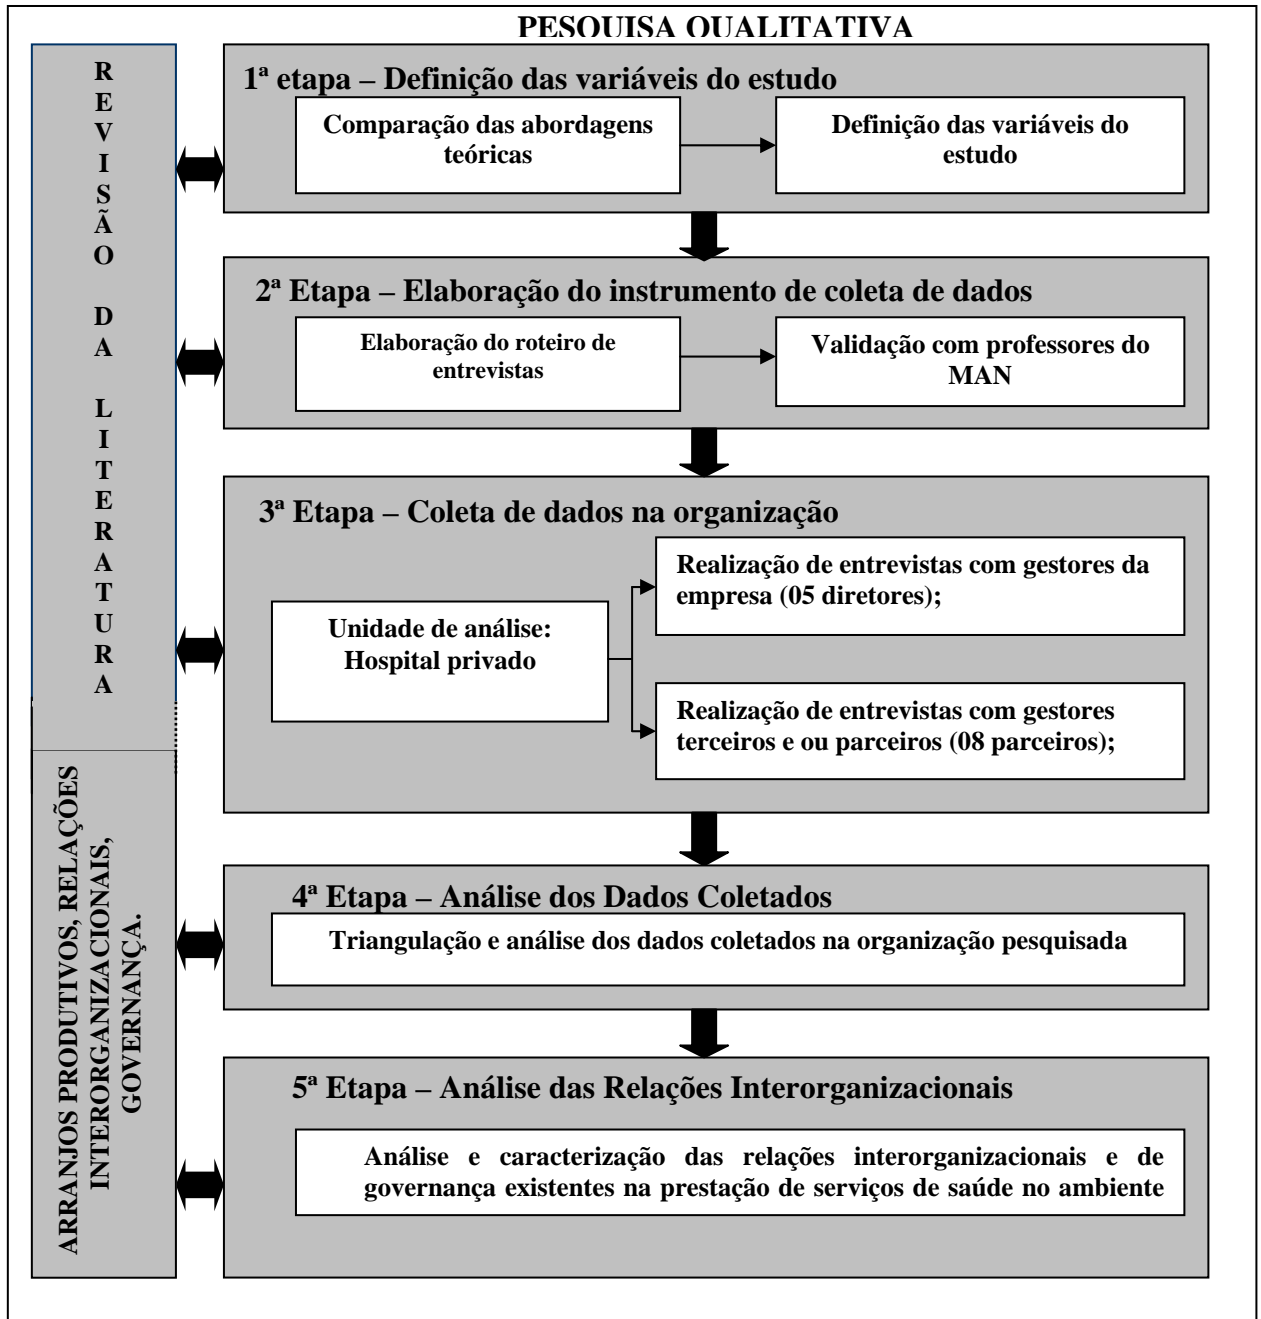 PESQUISA QUALITATIVA
REVISÃO DA LITERATURA
ARRANJOS PRODUTIVOS, RELAÇÕES
INTERORGANIZACIONAIS,
GOVERNANÇA.
1ª etapa – Definição das variáveis do estudo
Comparação das abordagens
teóricas
Definição das variáveis do
estudo
2ª Etapa – Elaboração do instrumento de coleta de dados
Elaboração do roteiro de
entrevistas
Validação com professores do
MAN
3ª Etapa – Coleta de dados na organização
Unidade de análise:
Hospital privado
Realização de entrevistas com gestores da
empresa (05 diretores);
Realização de entrevistas com gestores
terceiros e ou parceiros (08 parceiros);
4ª Etapa – Análise dos Dados Coletados
Triangulação e análise dos dados coletados na organização pesquisada
5ª Etapa – Análise das Relações Interorganizacionais
Análise e caracterização das relações interorganizacionais e de
governança existentes na prestação de serviços de saúde no ambiente